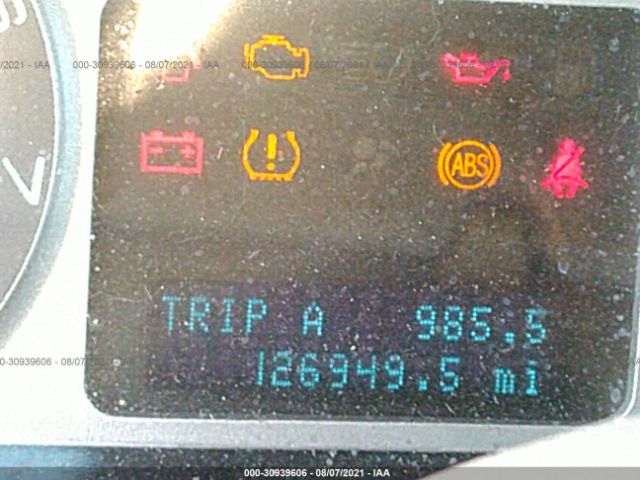 000-30939606 - 08/07/2021 - IAA
ABS
TRIP A 985,5
126949.5 mi
000-30939606 - 08/07/2021 - IAA